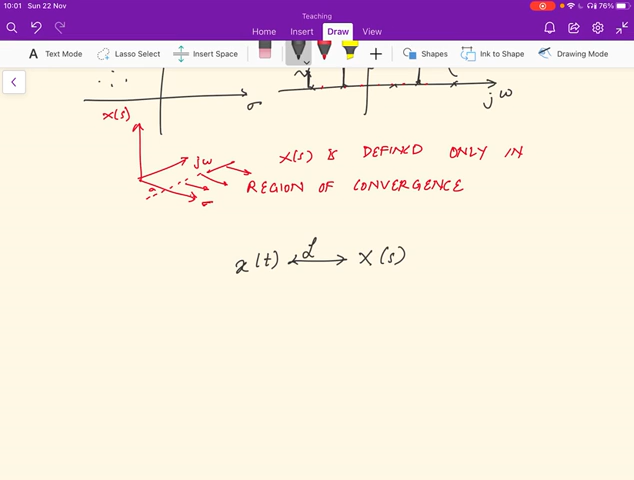 10:01 Sun 22 Nov
76%
Teaching
Home Insert Draw View
A Text Mode Lasso Select Insert Space Shapes Ink to Shape Drawing Mode
σ
jω
X(s)
jω
a
σ
X(s) IS DEFINED ONLY IN
REGION OF CONVERGENCE
x(t) ⟷ X(s)
ℒ